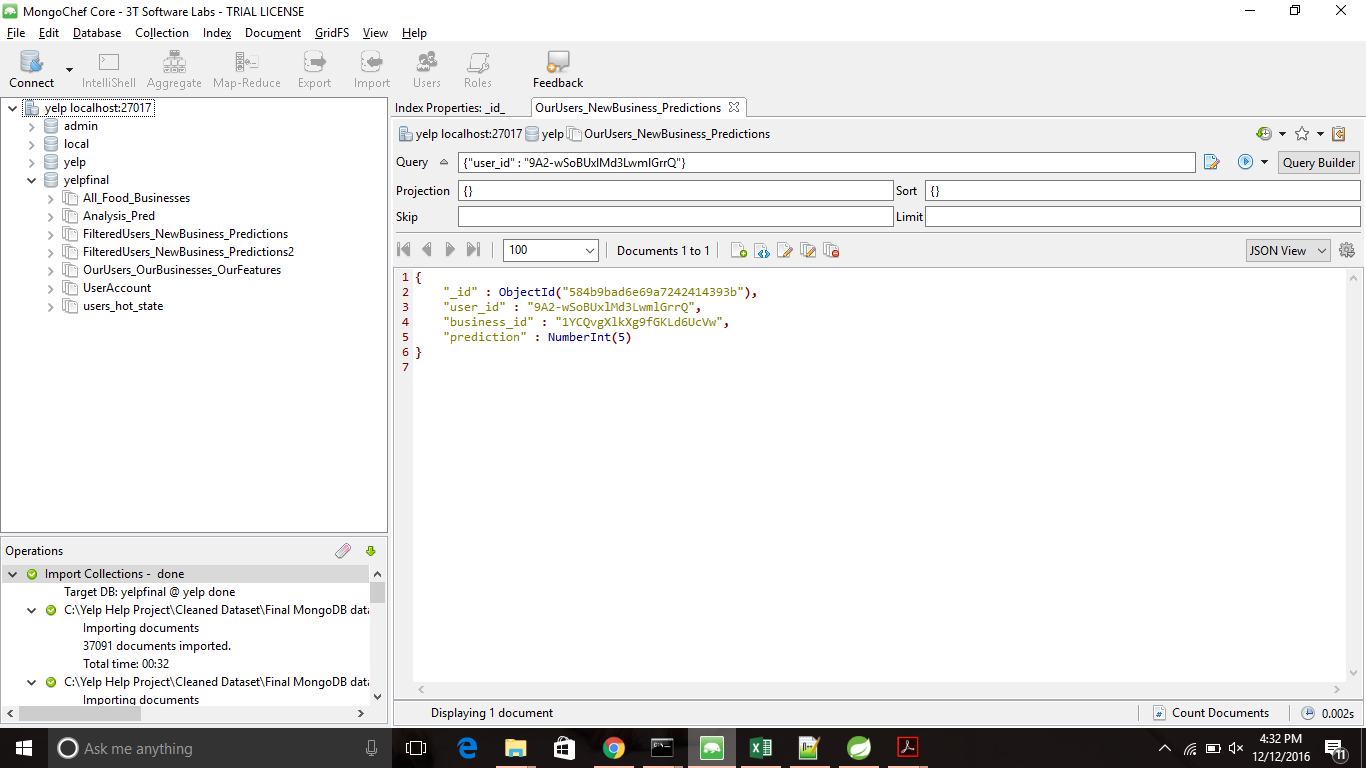 MongoChef Core - 3T Software Labs - TRIAL LICENSE
File Edit Database Collection Index Document GridFS View Help
Connect IntelliShell Aggregate Map-Reduce Export Import Users Roles Feedback
yelp localhost:27017
admin
local
yelp
yelpfinal
All_Food_Businesses
Analysis_Pred
FilteredUsers_NewBusiness_Predictions
FilteredUsers_NewBusiness_Predictions2
OurUsers_OurBusinesses_OurFeatures
UserAccount
users_hot_state
Operations
Import Collections - done
Target DB: yelpfinal @ yelp done
C:\Yelp Help Project\Cleaned Dataset\Final MongoDB data
Importing documents
37091 documents imported.
Total time: 00:32
C:\Yelp Help Project\Cleaned Dataset\Final MongoDB data
Importing documents
Index Properties: _id_ OurUsers_NewBusiness_Predictions
yelp localhost:27017 yelp OurUsers_NewBusiness_Predictions
Query {"user_id" : "9A2-wSoBUxlMd3LwmlGrrQ"} Query Builder
Projection {} Sort {}
Skip Limit
100 Documents 1 to 1 JSON View
1 {
2 "_id" : ObjectId("584b9bad6e69a7242414393b"),
3 "user_id" : "9A2-wSoBUxlMd3LwmlGrrQ",
4 "business_id" : "1YCQvgXlkXg9fGKLd6UcVw",
5 "prediction" : NumberInt(5)
6 }
7
Displaying 1 document Count Documents 0.002s
Ask me anything
4:32 PM
12/12/2016
11